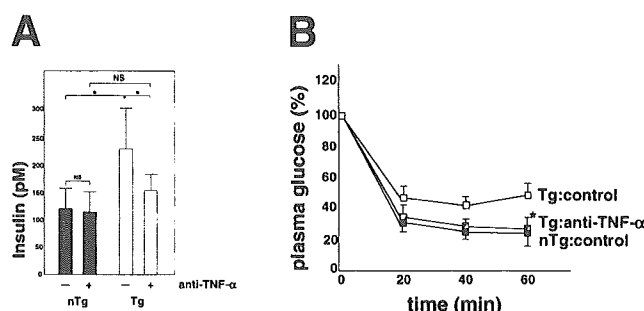 A
NS
* *
300
250
200
150
100
50
0
NS
Insulin (pM)
− + − + anti-TNF-α
nTg Tg
B
120
100
80
60
40
20
0
plasma glucose (%)
Tg:control
*Tg:anti-TNF-α
nTg:control
0 20 40 60
time (min)